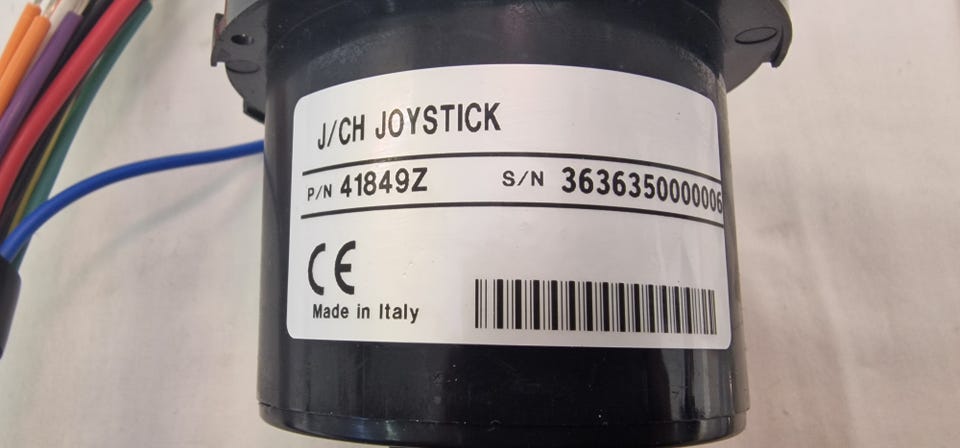 J/CH JOYSTICK
P/N 41849Z S/N 3636350000006
CE
Made in Italy